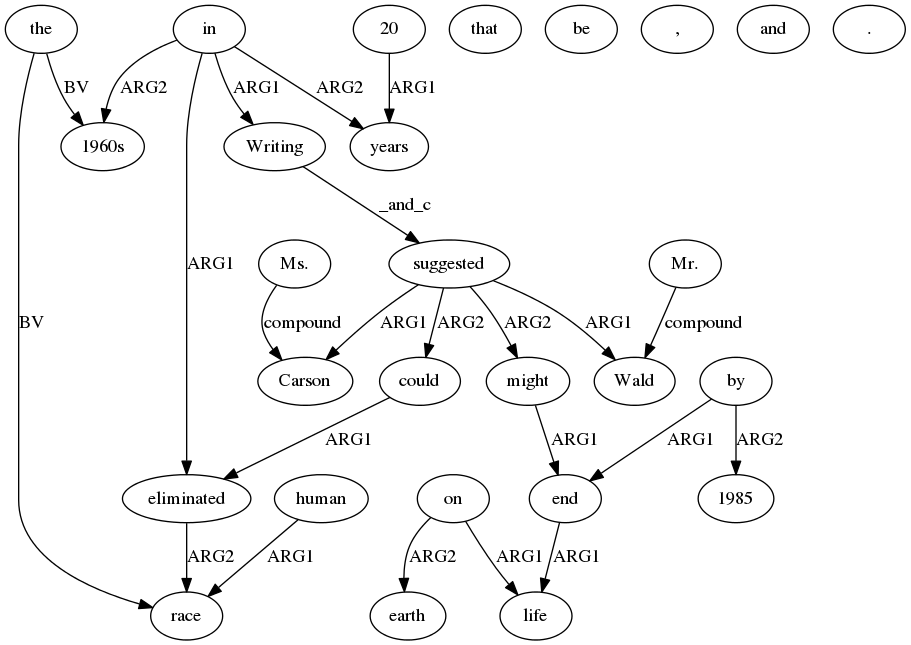 the in 20 that be , and .
BV ARG2 ARG1 ARG2 ARG1
1960s Writing years
_and_c
Ms. suggested Mr.
ARG1
BV compound ARG1 ARG2 ARG2 ARG1 compound
Carson could might Wald by
ARG1 ARG1 ARG1 ARG2
eliminated human on end 1985
ARG2 ARG1 ARG2 ARG1 ARG1
race earth life